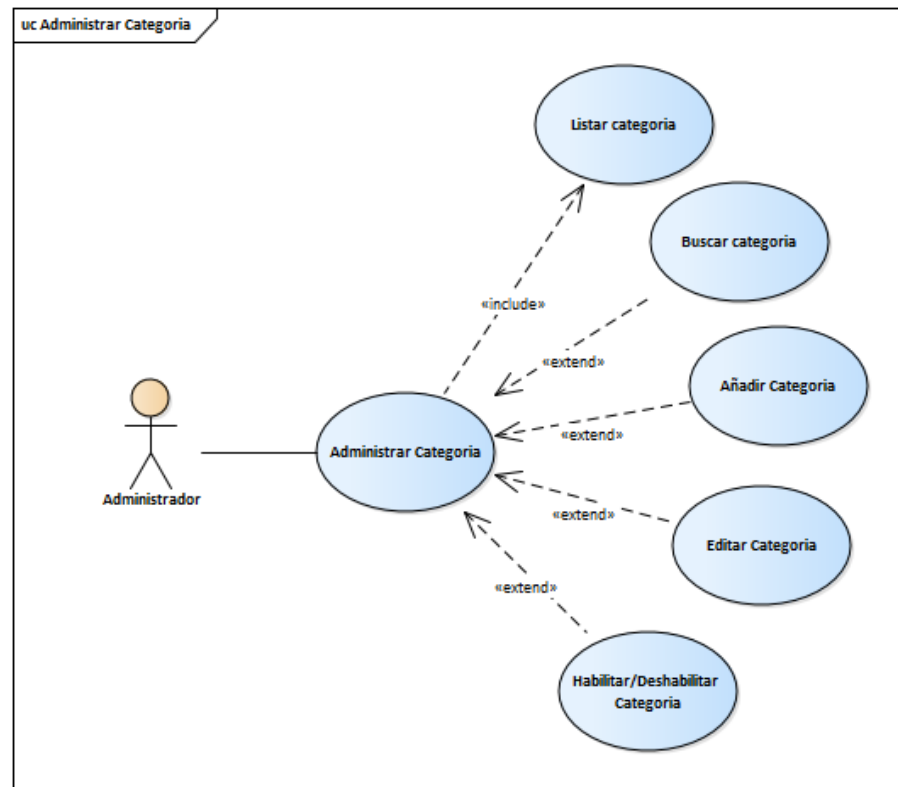 uc Administrar Categoria
Listar categoria
Buscar categoria
«include»
«extend»
Añadir Categoria
«extend»
Administrar Categoria
Administrador
«extend»
Editar Categoria
«extend»
Habilitar/Deshabilitar
Categoria